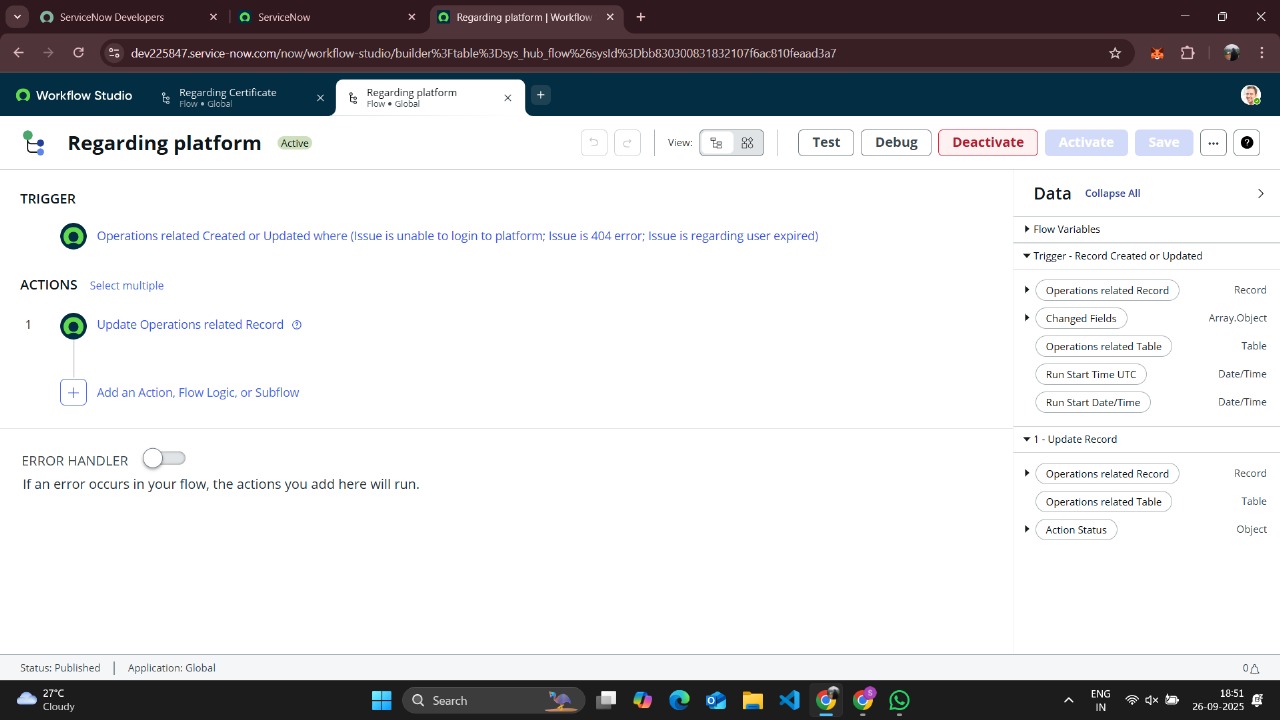 ServiceNow Developers
ServiceNow
Regarding platform | Workflow
dev225847.service-now.com/now/workflow-studio/builder%3Ftable%3Dsys_hub_flow%26sysId%3Dbb830300831832107f6ac810feaad3a7
Workflow Studio
Regarding Certificate
Flow • Global
Regarding platform
Flow • Global
Regarding platform
Active
View:
Test
Debug
Deactivate
Activate
Save
TRIGGER
Operations related Created or Updated where (Issue is unable to login to platform; Issue is 404 error; Issue is regarding user expired)
ACTIONS
Select multiple
1
Update Operations related Record
Add an Action, Flow Logic, or Subflow
ERROR HANDLER
If an error occurs in your flow, the actions you add here will run.
Data
Collapse All
Flow Variables
Trigger - Record Created or Updated
Operations related Record Record
Changed Fields Array.Object
Operations related Table Table
Run Start Time UTC Date/Time
Run Start Date/Time Date/Time
1 - Update Record
Operations related Record Record
Operations related Table Table
Action Status Object
Status: Published | Application: Global
0
27°C
Cloudy
Search
S
ENG
IN
18:51
26-09-2025